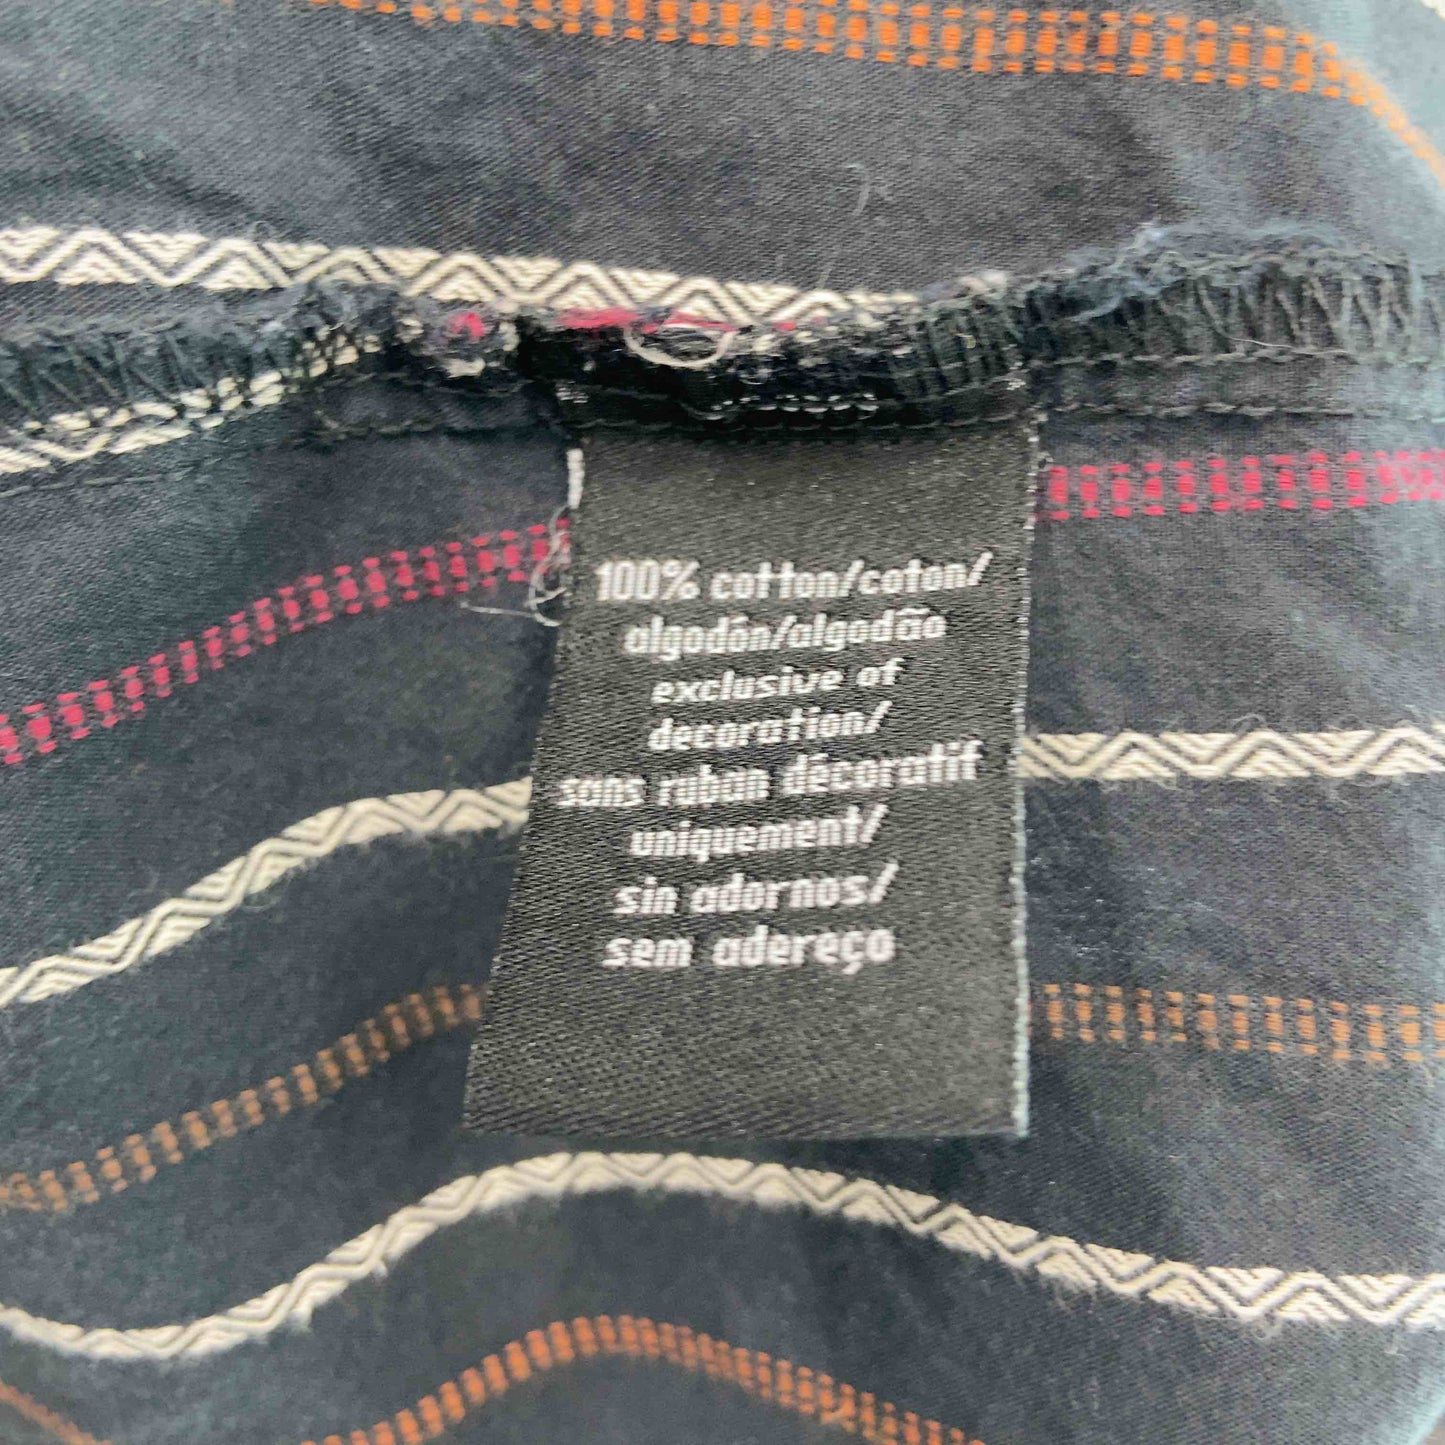 100% cotton/coton/
algodón/algodão
exclusive of
decoration/
sans ruban décoratif
uniquement/
sin adornos/
sem adereço